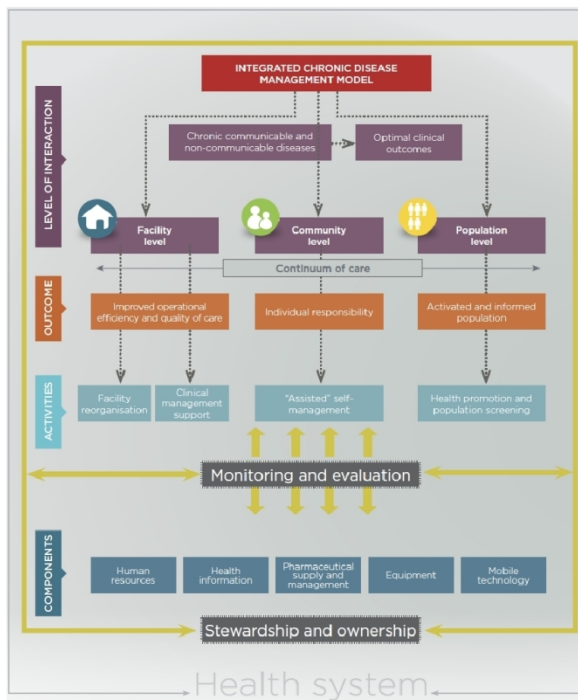 INTEGRATED CHRONIC DISEASE
MANAGEMENT MODEL
LEVEL OF INTERACTION
Chronic communicable and
non-communicable diseases
Optimal clinical
outcomes
Facility
level
Community
level
Population
level
Continuum of care
OUTCOME
Improved operational
efficiency and quality of care
Individual responsibility
Activated and informed
population
ACTIVITIES
Facility
reorganisation
Clinical
management
support
"Assisted" self-
management
Health promotion and
population screening
Monitoring and evaluation
COMPONENTS
Human
resources
Health
information
Pharmaceutical
supply and
management
Equipment
Mobile
technology
Stewardship and ownership
Health system